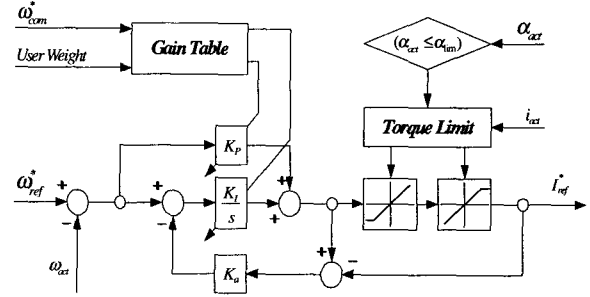 ω*com
User Weight
Gain Table
(αact ≤ αlim)
αact
Torque Limit
iact
KP
ω*ref
+
−
+
−
KI
s
+
+
I*ref
ωact
Ka
+
−